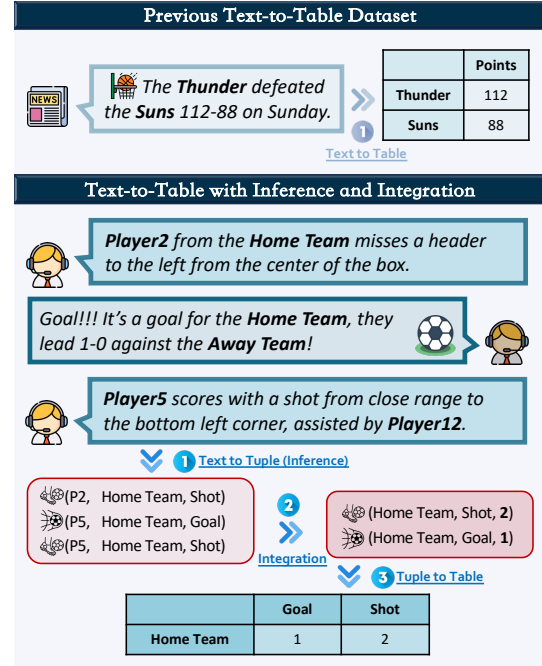 Previous Text-to-Table Dataset
NEWS
The Thunder defeated
the Suns 112-88 on Sunday.
1
Text to Table
Points
Thunder 112
Suns 88
Text-to-Table with Inference and Integration
Player2 from the Home Team misses a header
to the left from the center of the box.
Goal!!! It's a goal for the Home Team, they
lead 1-0 against the Away Team!
Player5 scores with a shot from close range to
the bottom left corner, assisted by Player12.
1 Text to Tuple (Inference)
(P2, Home Team, Shot)
(P5, Home Team, Goal)
(P5, Home Team, Shot)
2
Integration
(Home Team, Shot, 2)
(Home Team, Goal, 1)
3 Tuple to Table
Goal Shot
Home Team 1 2